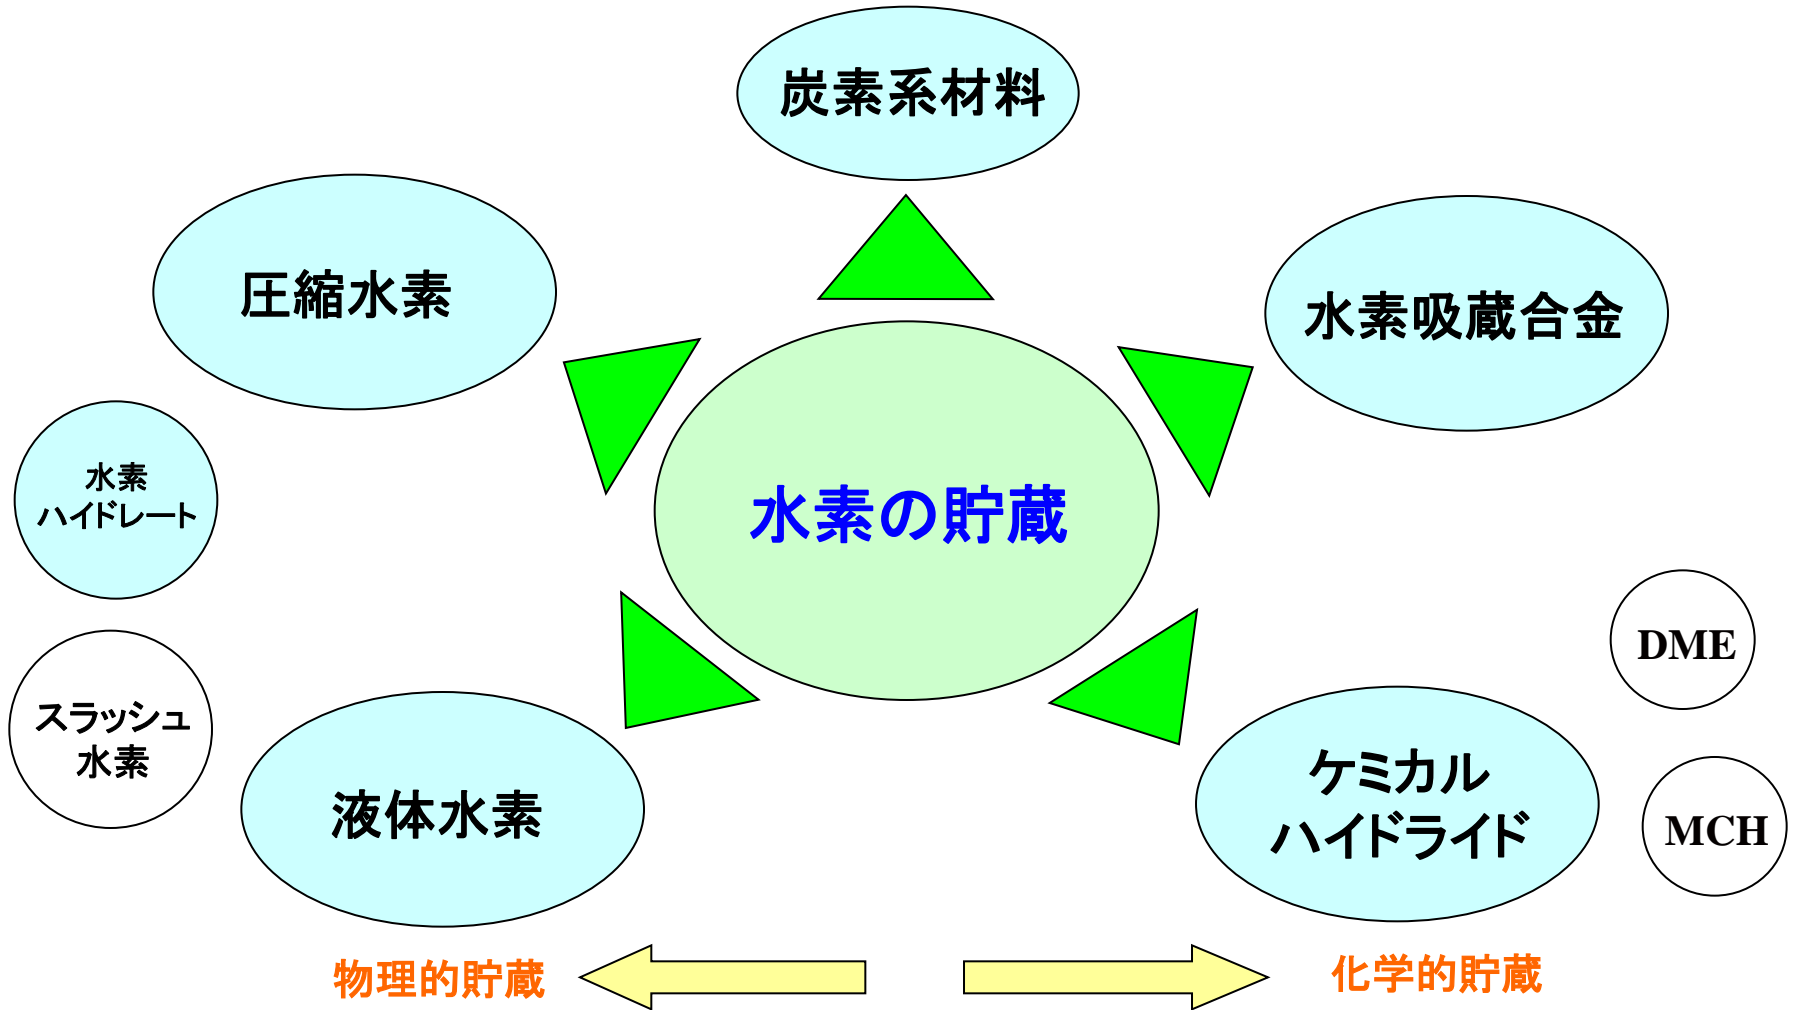 炭素系材料
圧縮水素
水素吸蔵合金
水素
ハイドレート
水素の貯蔵
DME
スラッシュ
水素
液体水素
ケミカル
ハイドライド
MCH
物理的貯蔵
化学的貯蔵